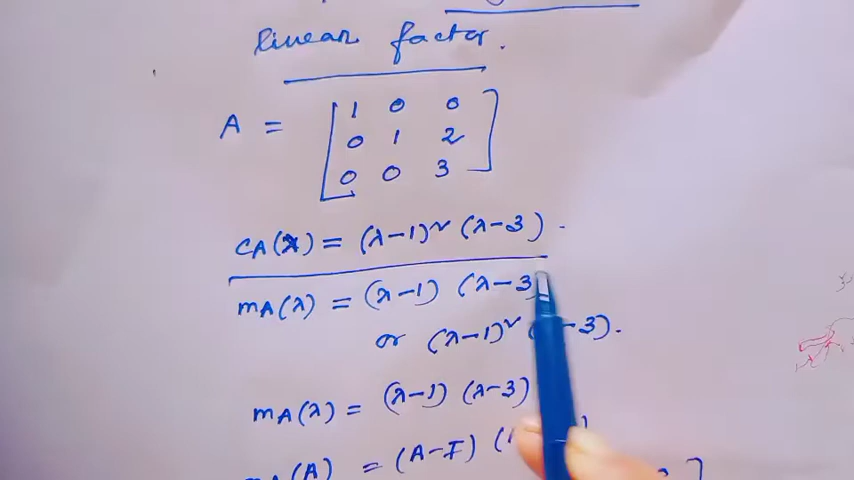 linear factor.
A = [ 1 0 0
0 1 2
0 0 3 ]
CA(λ) = (λ-1)² (λ-3).
mA(λ) = (λ-1) (λ-3)
or (λ-1)² ( -3).
mA(λ) = (λ-1) (λ-3)
mA(A) = (A-I) (